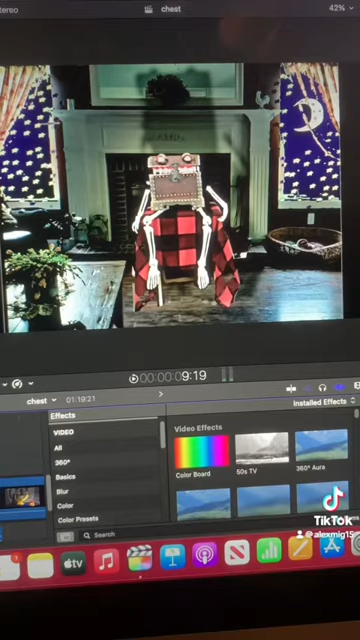 tereo
chest
42%
00:00:09:19
chest
01:19:21
Installed Effects
Effects
VIDEO
All
360°
Basics
Blur
Color
Color Presets
Video Effects
Color Board
50s TV
360° Aura
Search
TikTok
@alexmig15
tv